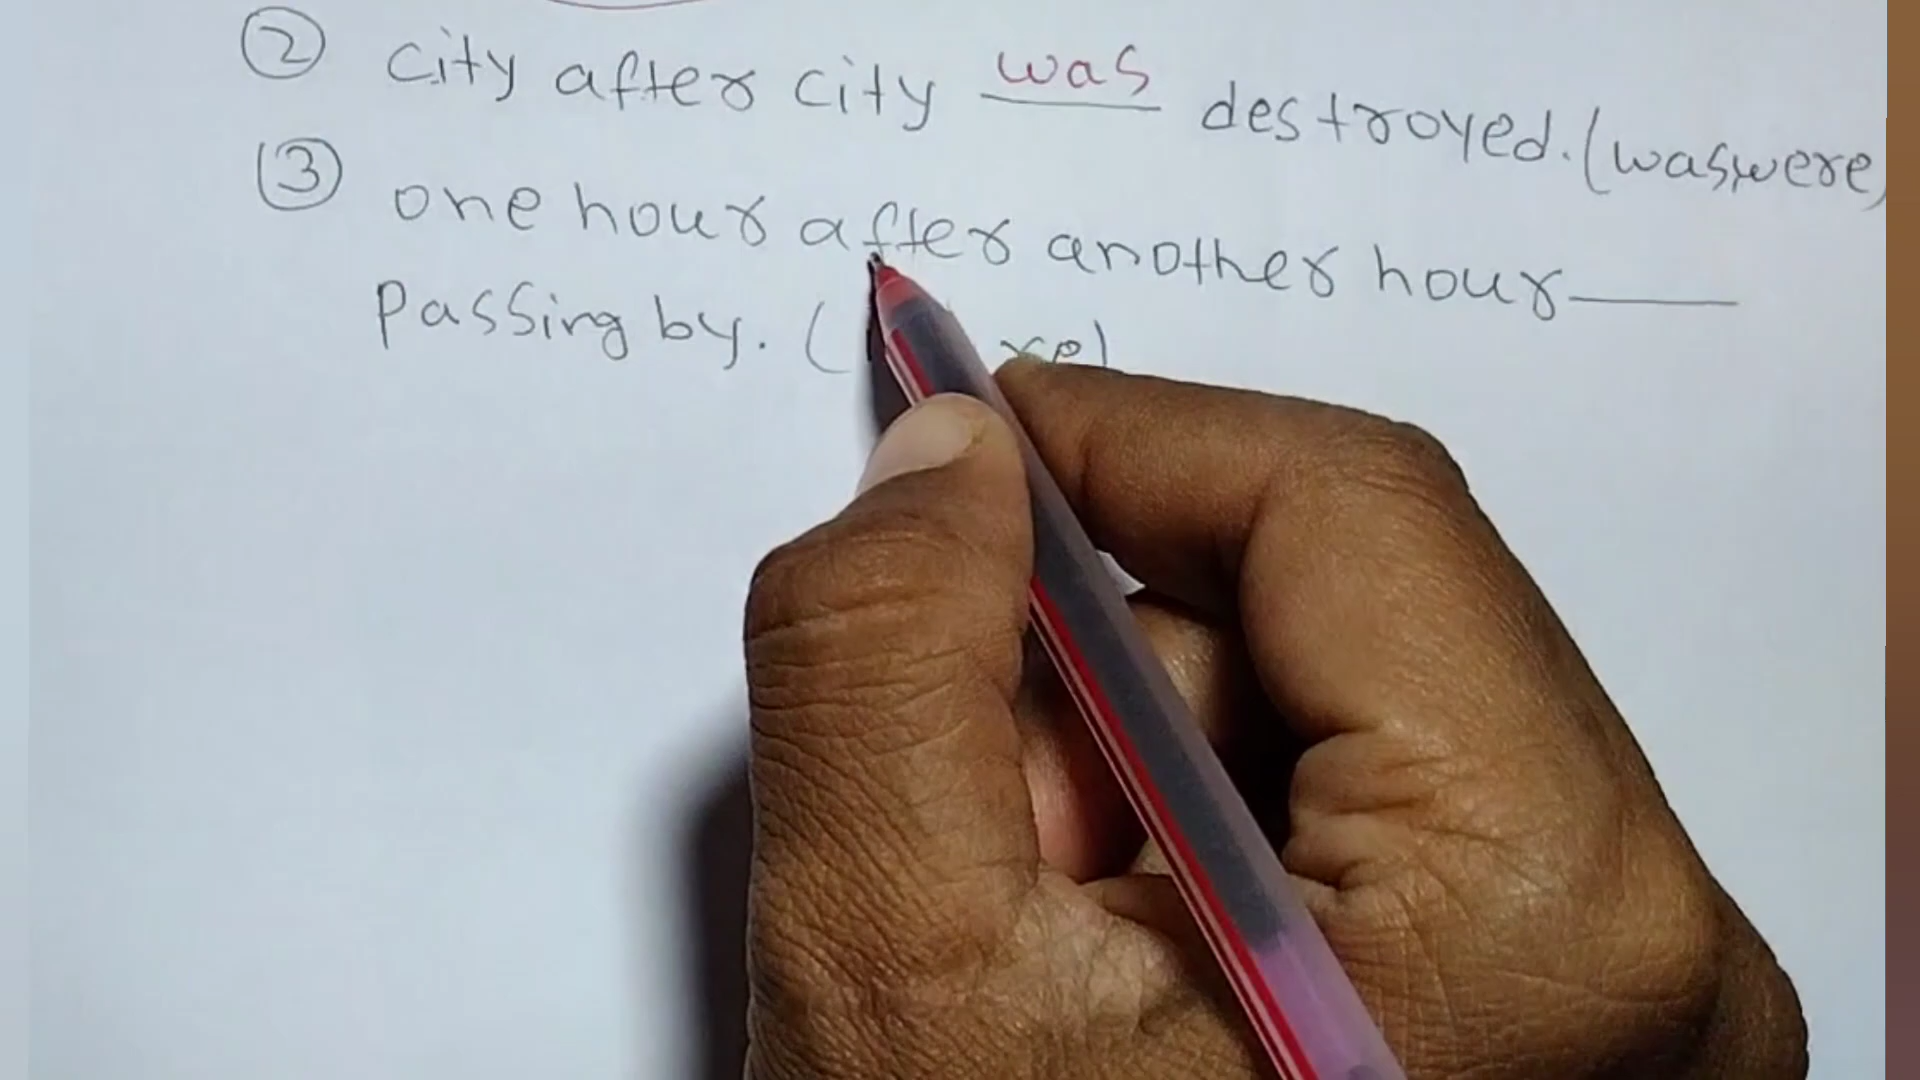 ② City after city was destroyed. (was, were)
③ one hour after another hour ____
Passing by. (